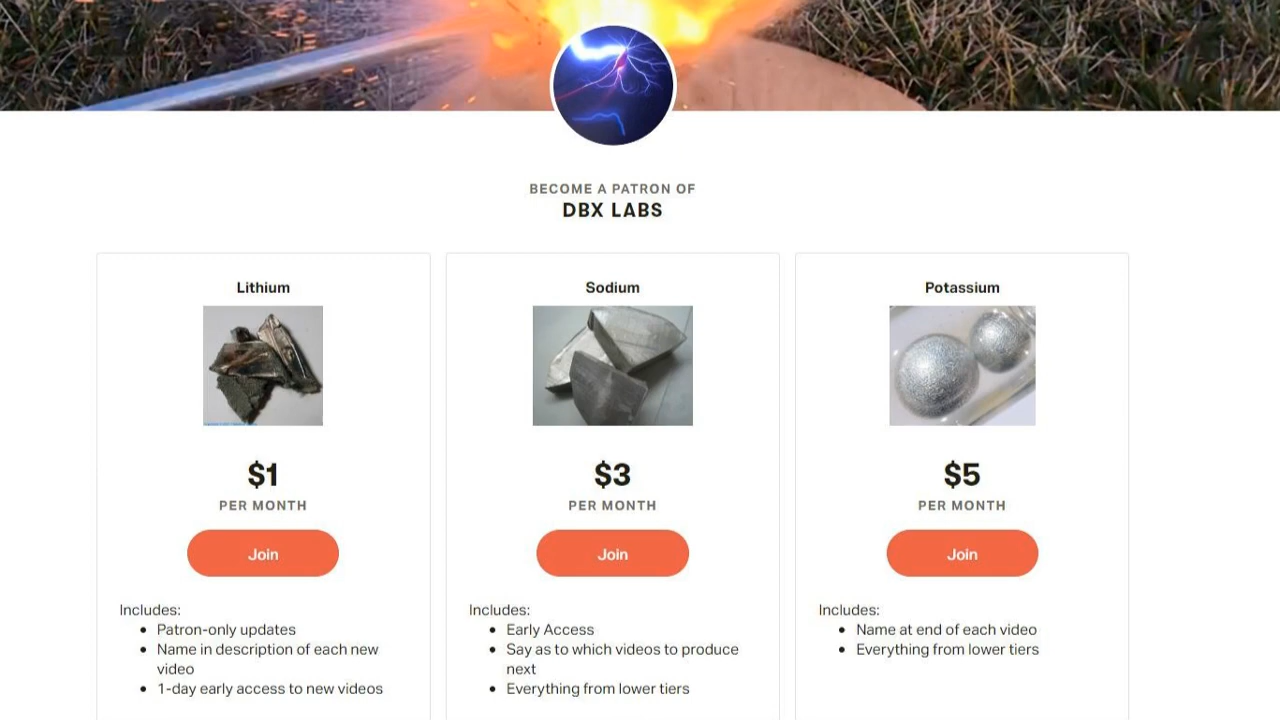 BECOME A PATRON OF
DBX LABS
Lithium
$1
PER MONTH
Join
Includes:
Patron-only updates
Name in description of each new
video
1-day early access to new videos
Sodium
$3
PER MONTH
Join
Includes:
Early Access
Say as to which videos to produce
next
Everything from lower tiers
Potassium
$5
PER MONTH
Join
Includes:
Name at end of each video
Everything from lower tiers